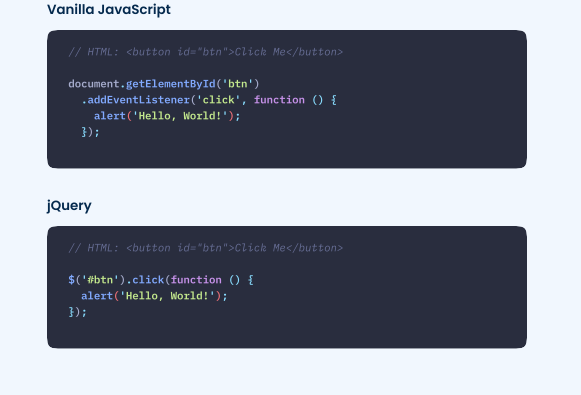 Vanilla JavaScript
// HTML: <button id="btn">Click Me</button>
document.getElementById('btn')
.addEventListener('click', function () {
alert('Hello, World!');
});
jQuery
// HTML: <button id="btn">Click Me</button>
$('#btn').click(function () {
alert('Hello, World!');
});